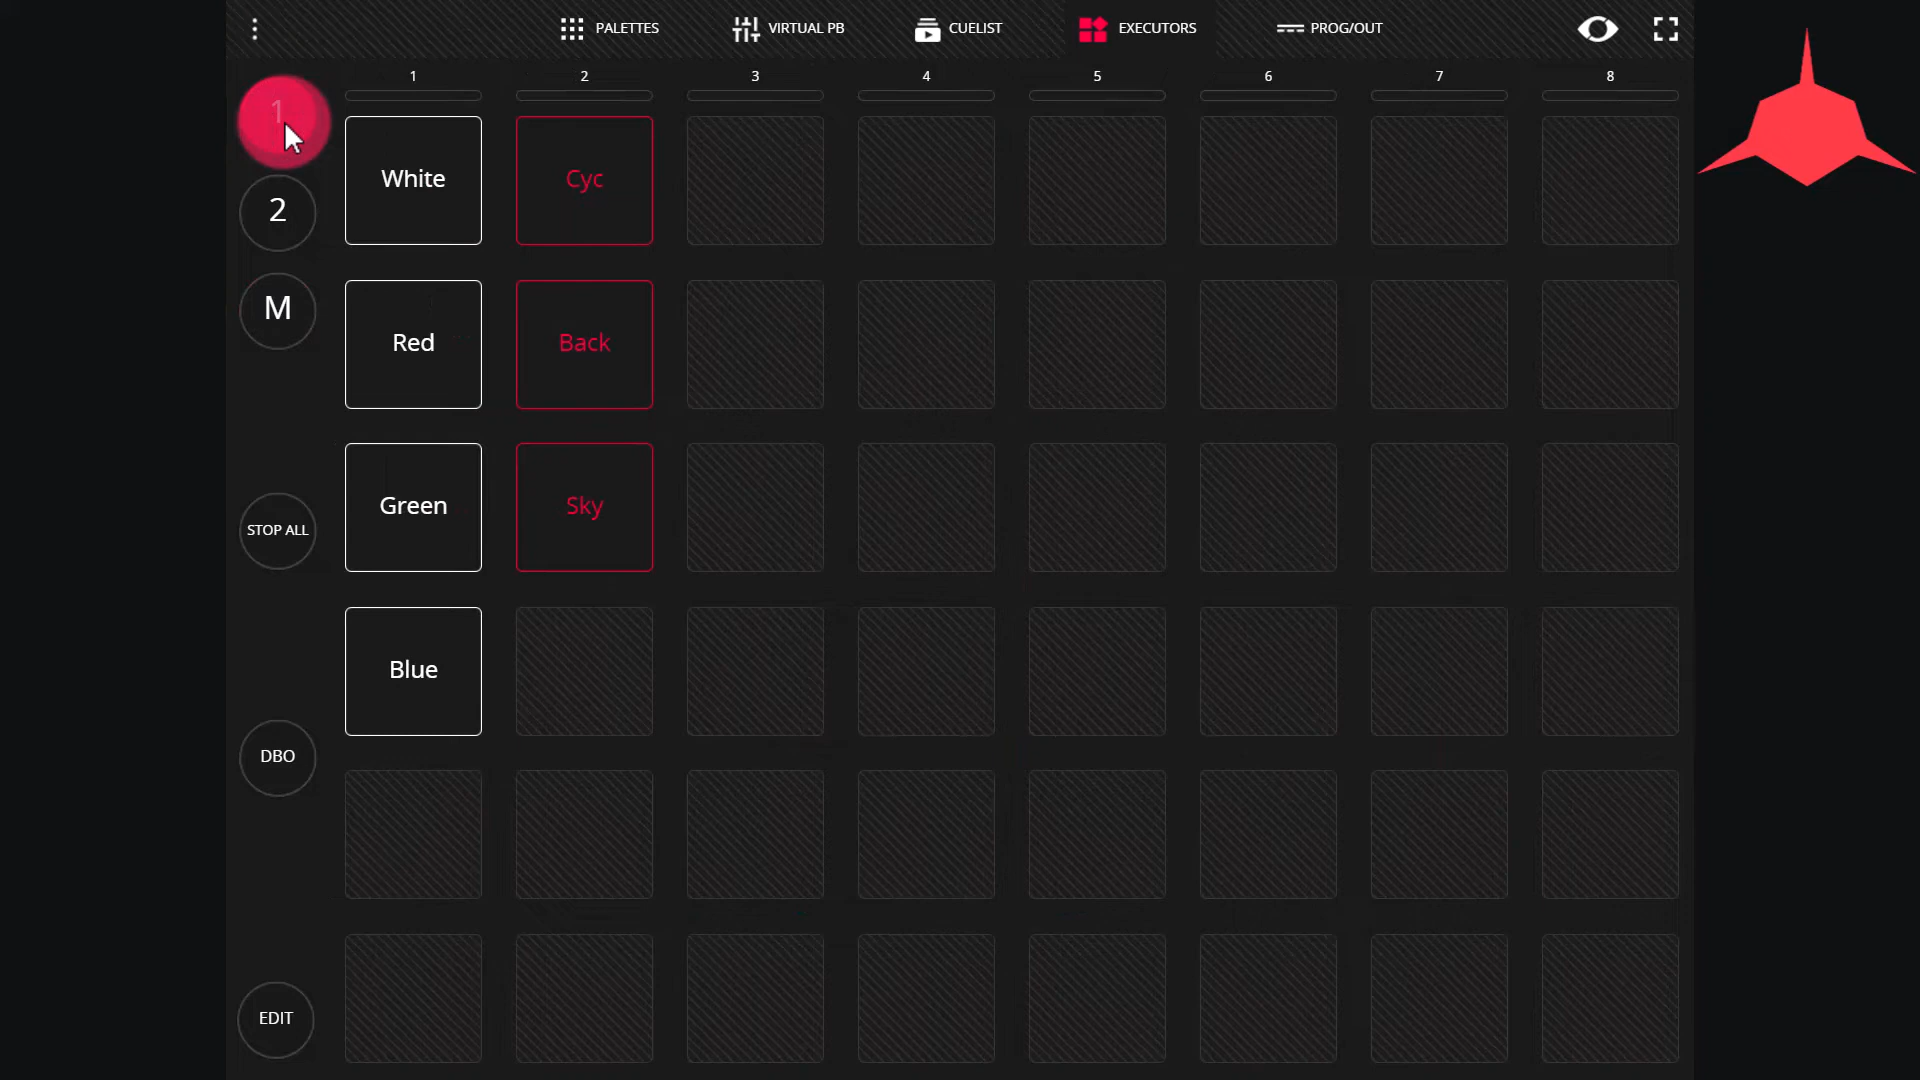 PALETTES VIRTUAL PB CUELIST EXECUTORS PROG/OUT
1 2 3 4 5 6 7 8
1
White Cyc
2
M
Red Back
Green Sky
STOP ALL
Blue
DBO
EDIT